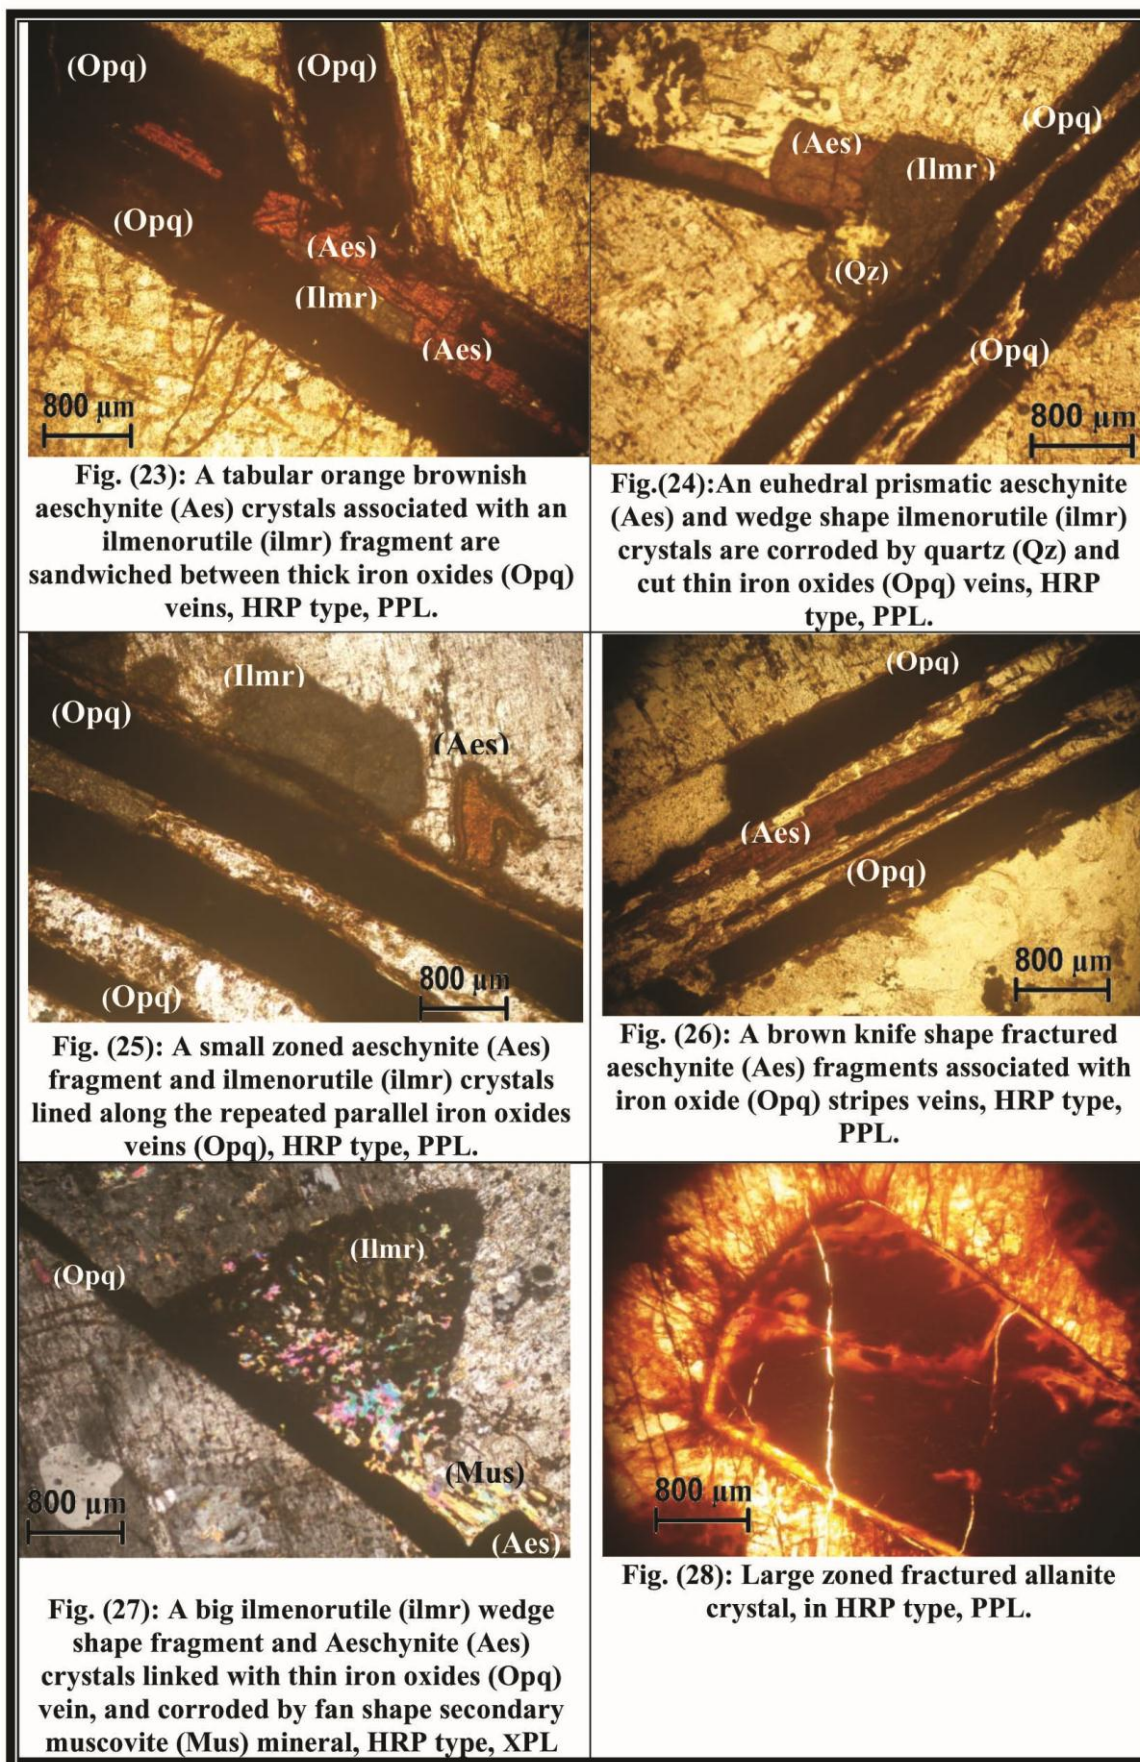 (Opq)
(Opq)
(Opq)
(Aes)
(Ilmr)
(Aes)
800 µm
Fig. (23): A tabular orange brownish
aeschynite (Aes) crystals associated with an
ilmenorutile (ilmr) fragment are
sandwiched between thick iron oxides (Opq)
veins, HRP type, PPL.
(Opq)
(Aes)
(Ilmr)
(Qz)
(Opq)
800 µm
Fig.(24):An euhedral prismatic aeschynite
(Aes) and wedge shape ilmenorutile (ilmr)
crystals are corroded by quartz (Qz) and
cut thin iron oxides (Opq) veins, HRP
type, PPL.
(Ilmr)
(Opq)
(Aes)
800 µm
(Opq)
Fig. (25): A small zoned aeschynite (Aes)
fragment and ilmenorutile (ilmr) crystals
lined along the repeated parallel iron oxides
veins (Opq), HRP type, PPL.
(Opq)
(Aes)
(Opq)
800 µm
Fig. (26): A brown knife shape fractured
aeschynite (Aes) fragments associated with
iron oxide (Opq) stripes veins, HRP type,
PPL.
(Ilmr)
(Opq)
(Mus)
800 µm
(Aes)
Fig. (27): A big ilmenorutile (ilmr) wedge
shape fragment and Aeschynite (Aes)
crystals linked with thin iron oxides (Opq)
vein, and corroded by fan shape secondary
muscovite (Mus) mineral, HRP type, XPL
800 µm
Fig. (28): Large zoned fractured allanite
crystal, in HRP type, PPL.